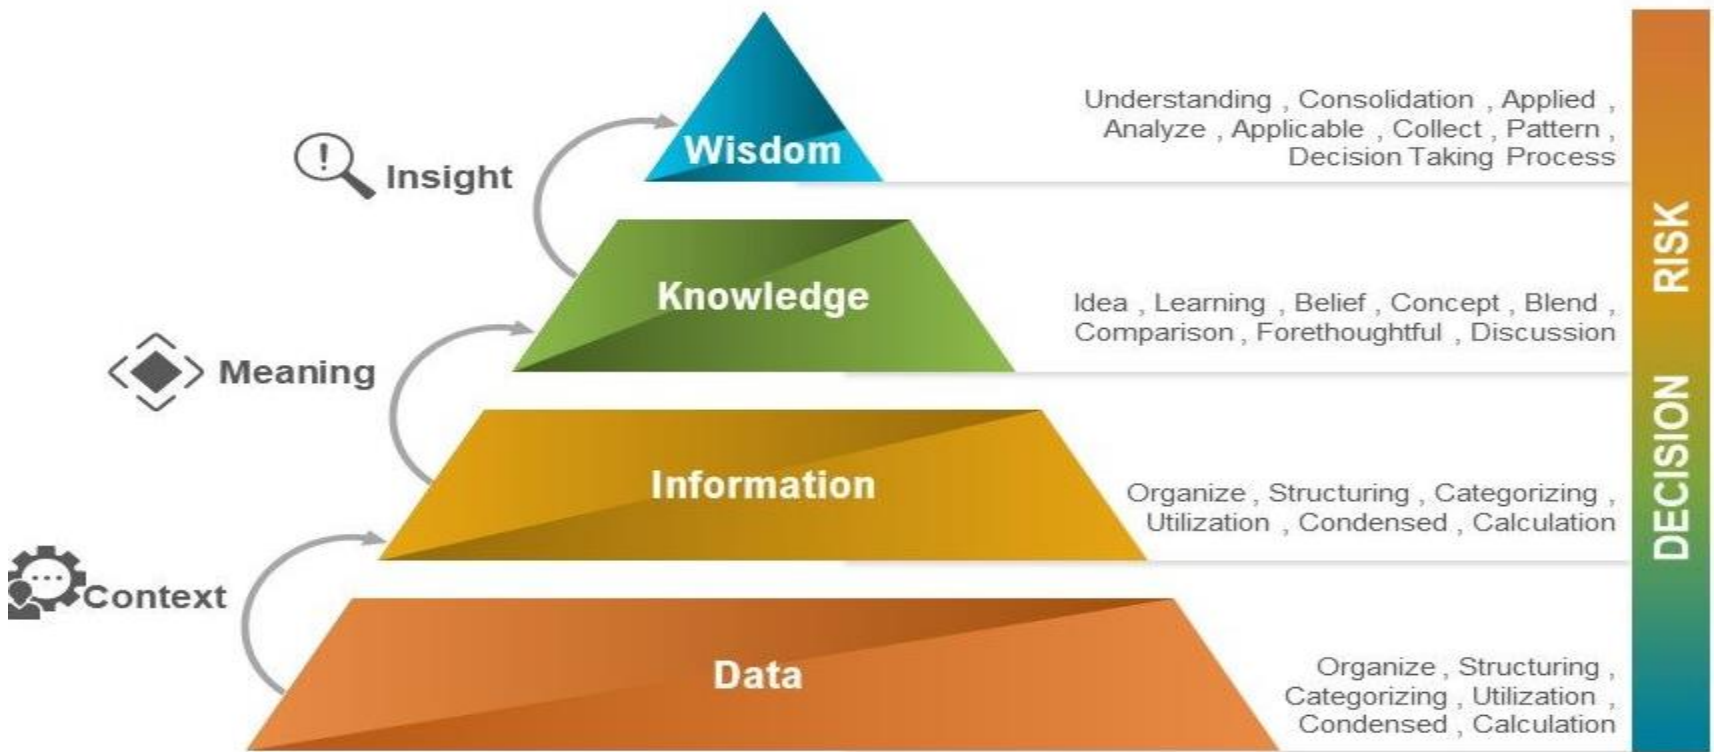 Understanding , Consolidation , Applied ,
Analyze , Applicable , Collect , Pattern ,
Decision Taking Process
Wisdom
Insight
Knowledge
Idea , Learning , Belief , Concept , Blend ,
Comparison , Forethoughtful , Discussion
Meaning
Information
Organize , Structuring , Categorizing ,
Utilization , Condensed , Calculation
Context
Data
Organize , Structuring ,
Categorizing , Utilization ,
Condensed , Calculation
DECISION RISK